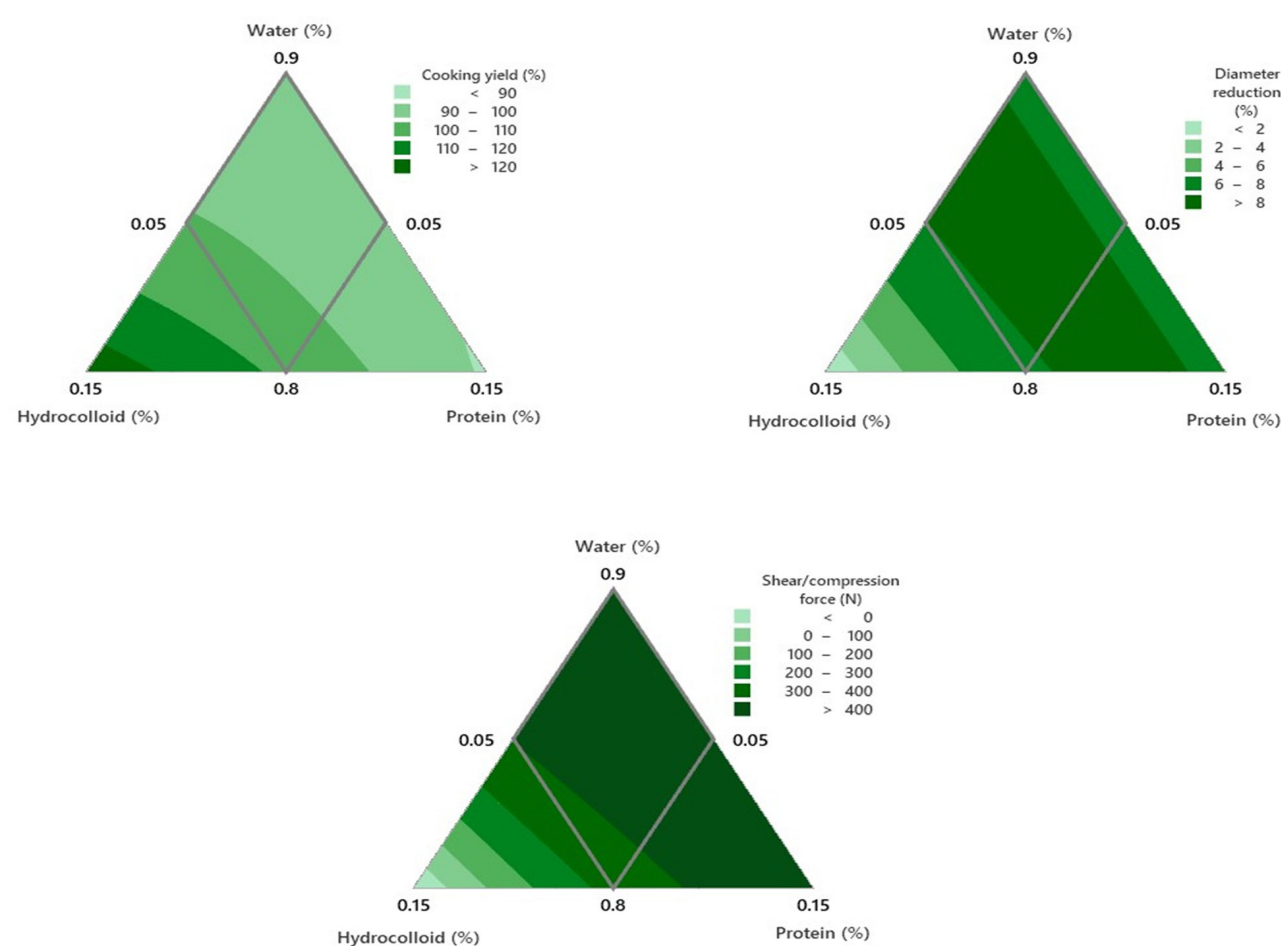 Water (%)
0.9
Cooking yield (%)
< 90
90 – 100
100 – 110
110 – 120
> 120
0.05
0.05
0.15
0.8
0.15
Hydrocolloid (%)
Protein (%)
Water (%)
0.9
Diameter
reduction
(%)
< 2
2 – 4
4 – 6
6 – 8
> 8
0.05
0.05
0.15
0.8
0.15
Hydrocolloid (%)
Protein (%)
Water (%)
0.9
Shear/compression
force (N)
< 0
0 – 100
100 – 200
200 – 300
300 – 400
> 400
0.05
0.05
0.15
0.8
0.15
Hydrocolloid (%)
Protein (%)